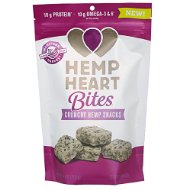 10g PROTEIN* 10g OMEGA-3 & 6*
NEW!
HEMP
HEART
Bites
CRUNCHY HEMP SNACKS